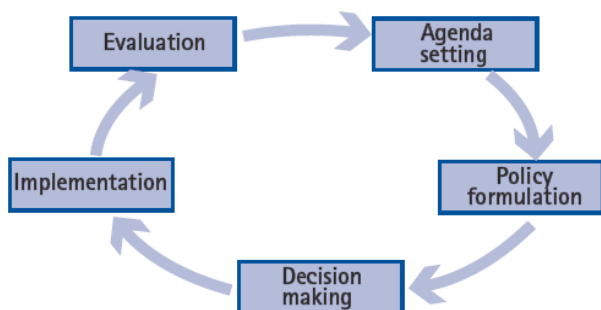 Evaluation
Agenda
setting
Policy
formulation
Decision
making
Implementation